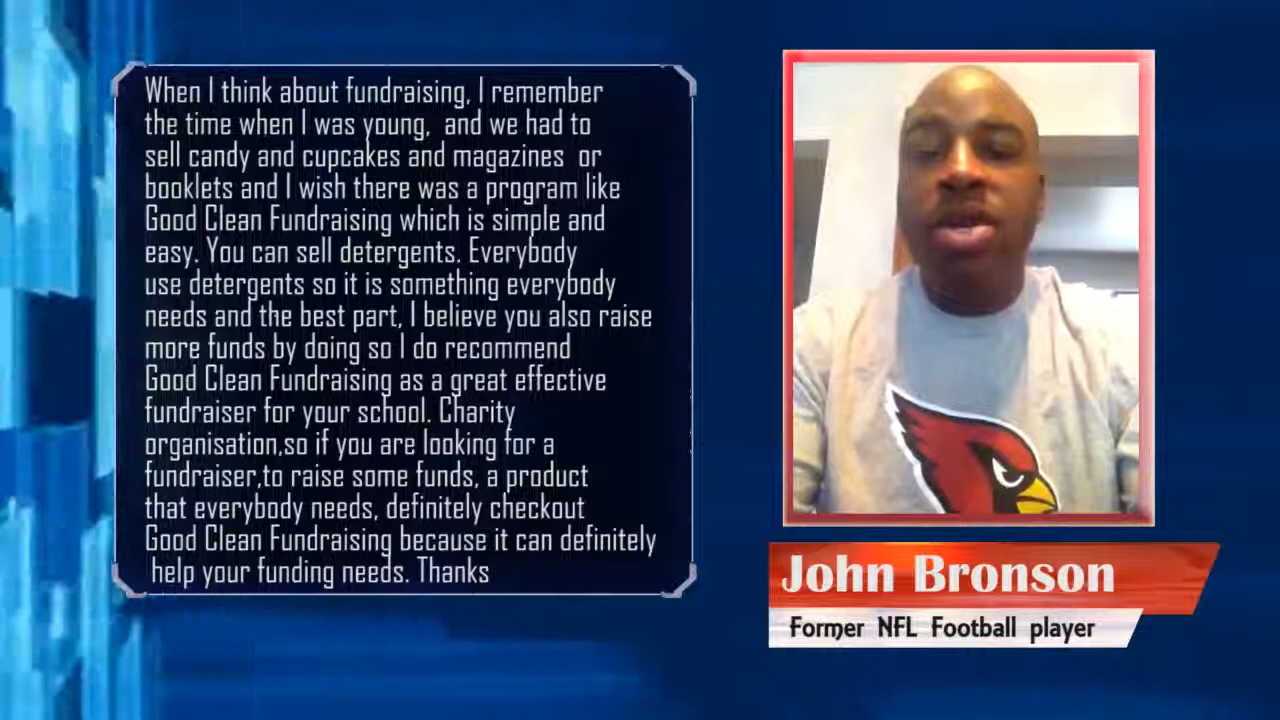 When I think about fundraising, I remember
the time when I was young, and we had to
sell candy and cupcakes and magazines or
booklets and I wish there was a program like
Good Clean Fundraising which is simple and
easy. You can sell detergents. Everybody
use detergents so it is something everybody
needs and the best part, I believe you also raise
more funds by doing so I do recommend
Good Clean Fundraising as a great effective
fundraiser for your school. Charity
organisation,so if you are looking for a
fundraiser,to raise some funds, a product
that everybody needs, definitely checkout
Good Clean Fundraising because it can definitely
help your funding needs. Thanks
John Bronson
Former NFL Football player